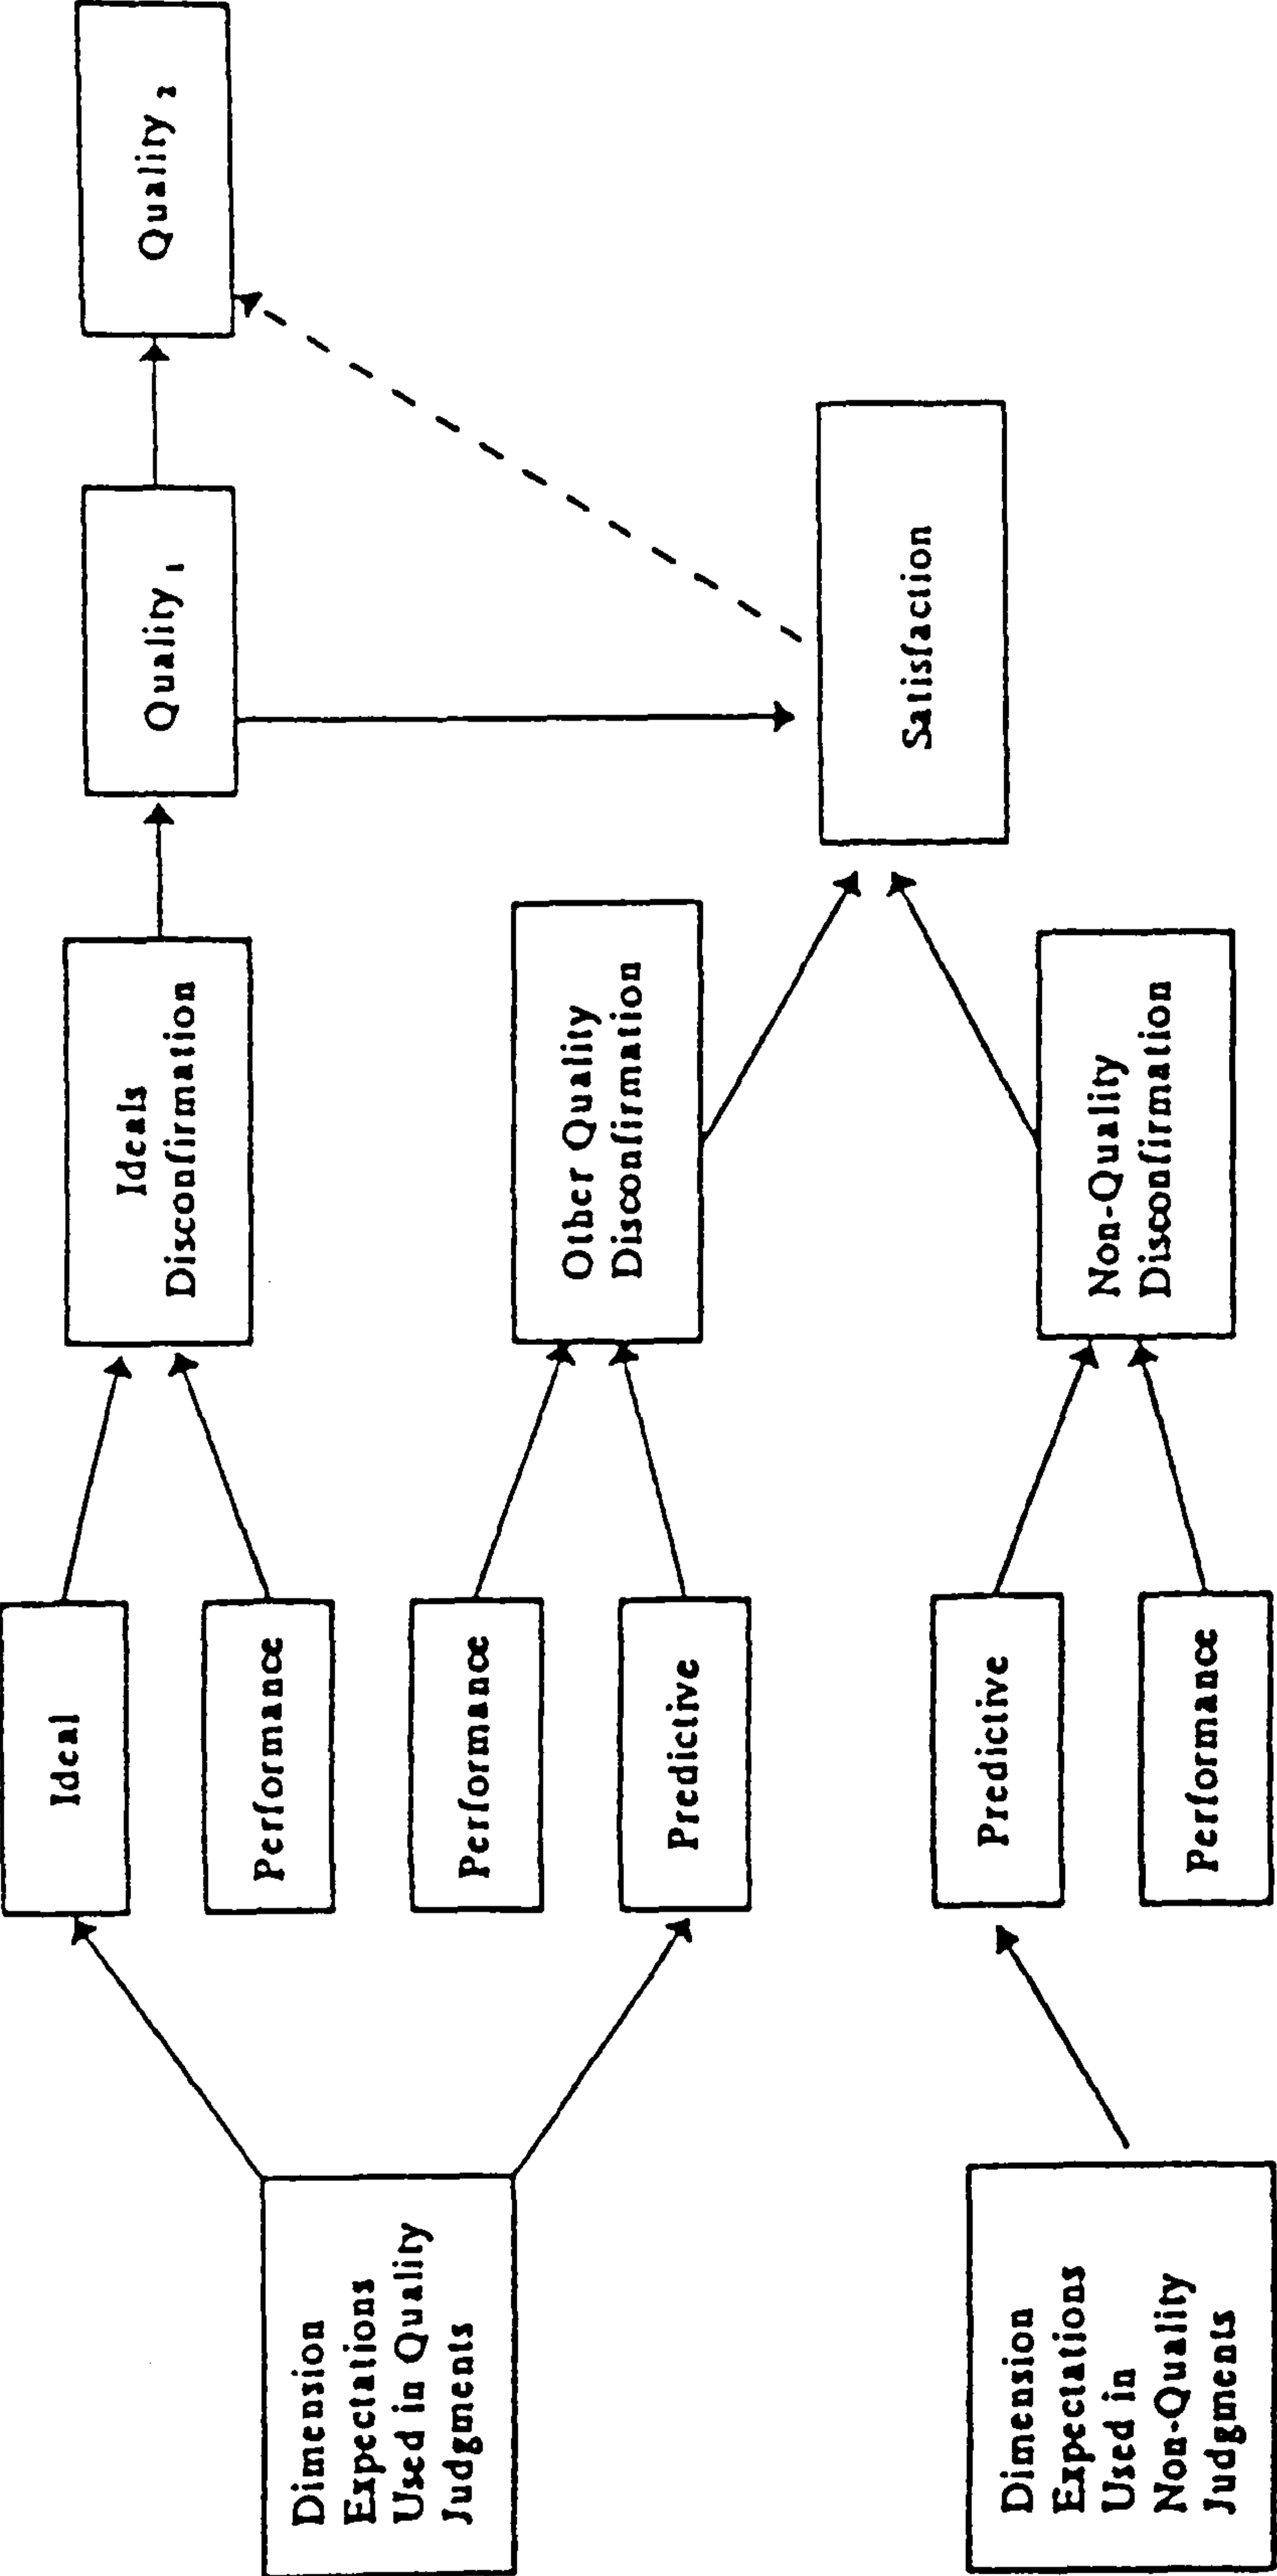 Dimension
Expectations
Used in Quality
Judgments
Dimension
Expectations
Used in
Non-Quality
Judgments
Ideal
Performance
Performance
Predictive
Predictive
Performance
Ideals
Disconfirmation
Other Quality
Disconfirmation
Non-Quality
Disconfirmation
Quality 1
Satisfaction
Quality 2